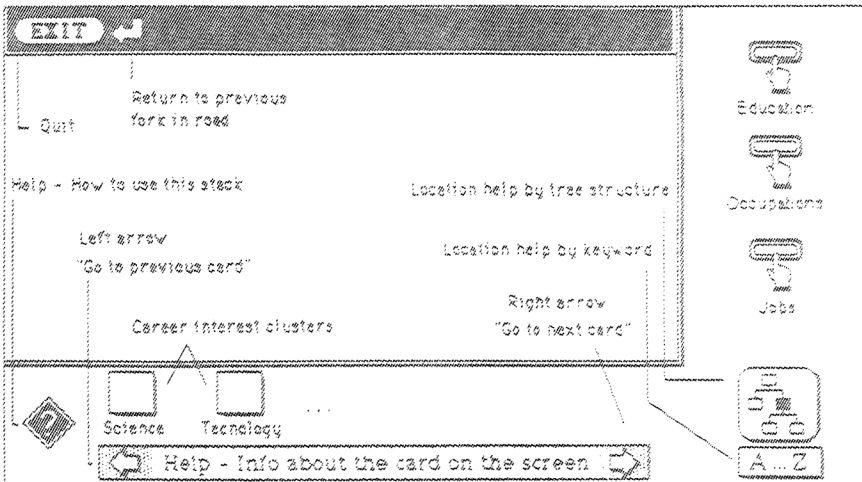 EXIT
Return to previous
fork in road
Quit
Education
Help - How to use this stack
Location help by tree structure
Occupations
Left arrow
"Go to previous card"
Location help by keyword
Right arrow
"Go to next card"
Jobs
Career interest clusters
?
Science
Tecnology
...
Help - Info about the card on the screen
A ... Z